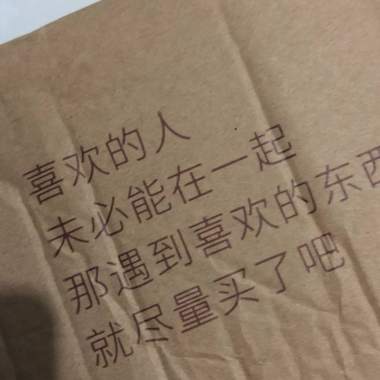 喜欢的人
未必能在一起
那遇到喜欢的东西
就尽量买了吧